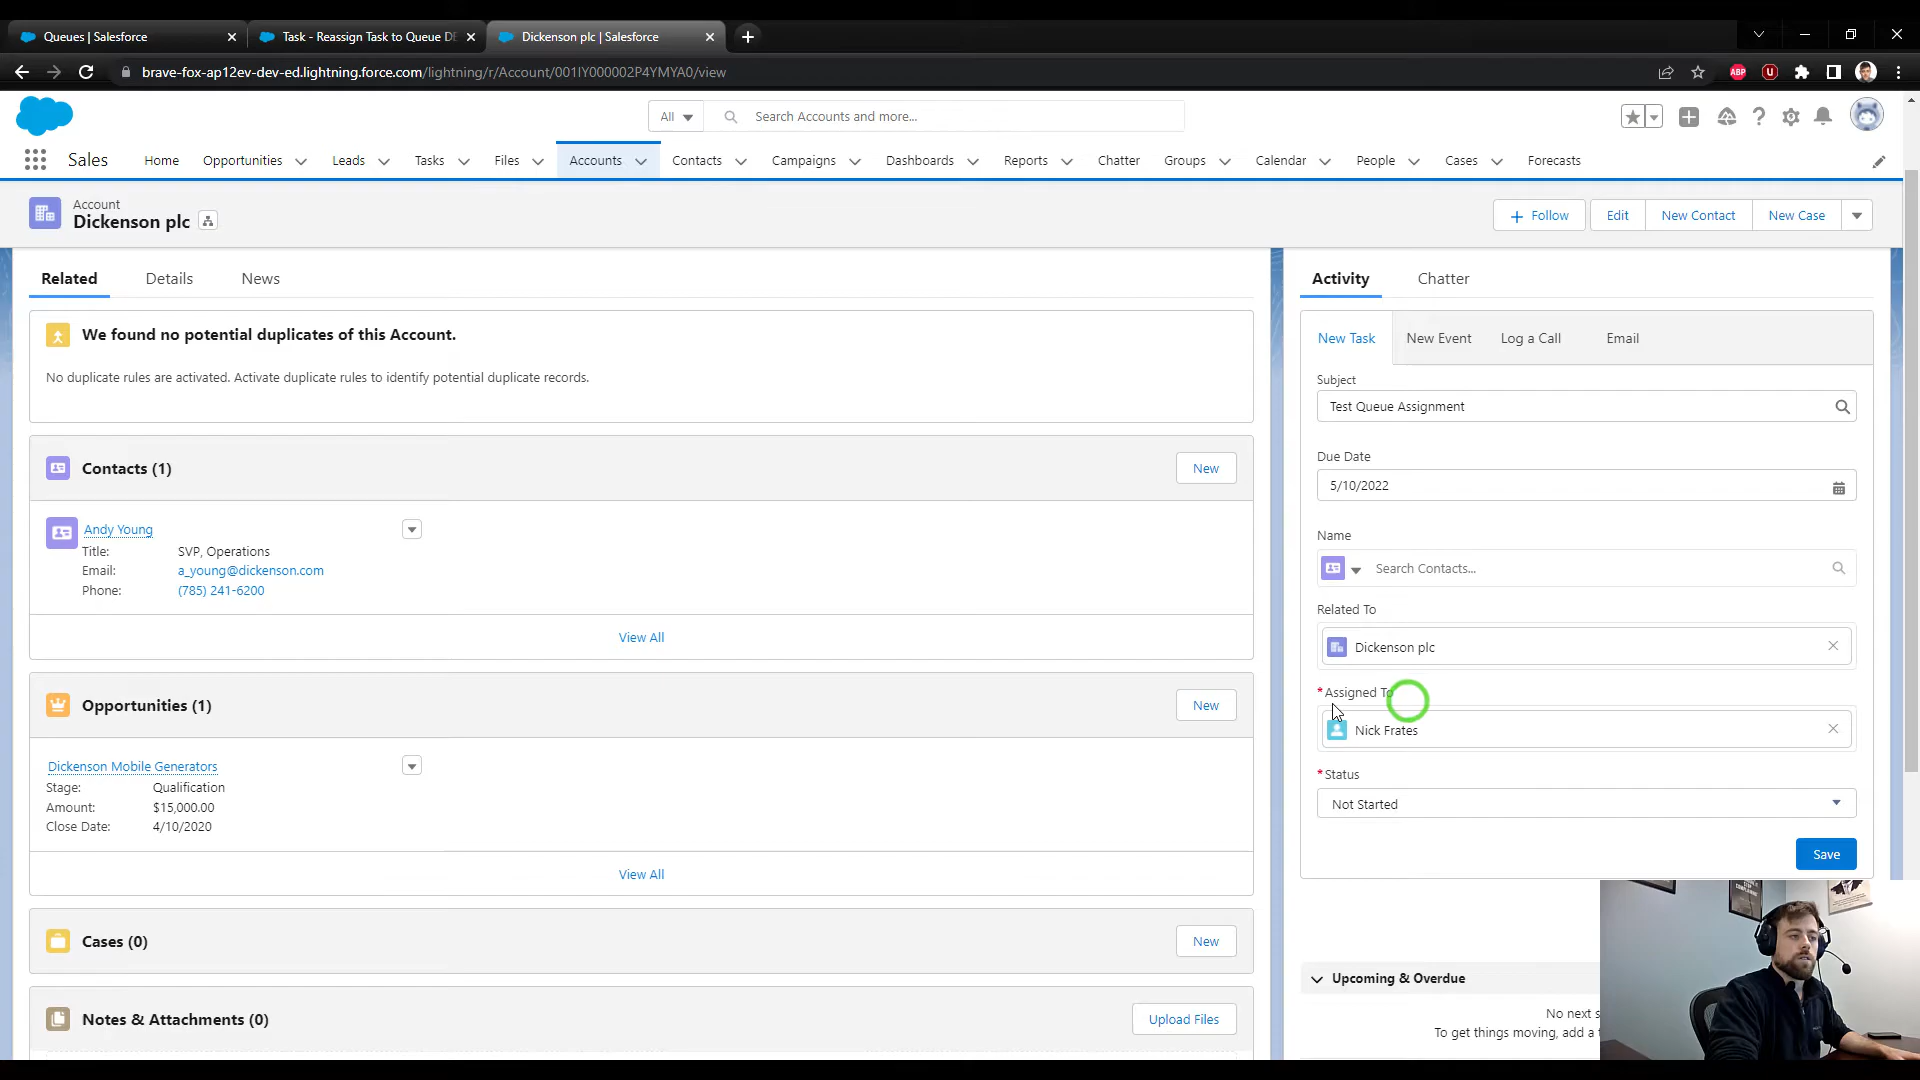 Queues | Salesforce
Task - Reassign Task to Queue DE
Dickenson plc | Salesforce
brave-fox-ap12ev-dev-ed.lightning.force.com/lightning/r/Account/001IY000002P4YMYA0/view
ABP
All
Search Accounts and more...
Sales
Home
Opportunities
Leads
Tasks
Files
Accounts
Contacts
Campaigns
Dashboards
Reports
Chatter
Groups
Calendar
People
Cases
Forecasts
Account
Dickenson plc
Follow
Edit
New Contact
New Case
Related
Details
News
We found no potential duplicates of this Account.
No duplicate rules are activated. Activate duplicate rules to identify potential duplicate records.
Contacts (1)
New
Andy Young
Title: SVP, Operations
Email: a_young@dickenson.com
Phone: (785) 241-6200
View All
Opportunities (1)
New
Dickenson Mobile Generators
Stage: Qualification
Amount: $15,000.00
Close Date: 4/10/2020
View All
Cases (0)
New
Notes & Attachments (0)
Upload Files
Activity
Chatter
New Task
New Event
Log a Call
Email
Subject
Test Queue Assignment
Due Date
5/10/2022
Name
Search Contacts...
Related To
Dickenson plc
*Assigned To
Nick Frates
*Status
Not Started
Save
Upcoming & Overdue
No next s
To get things moving, add a t